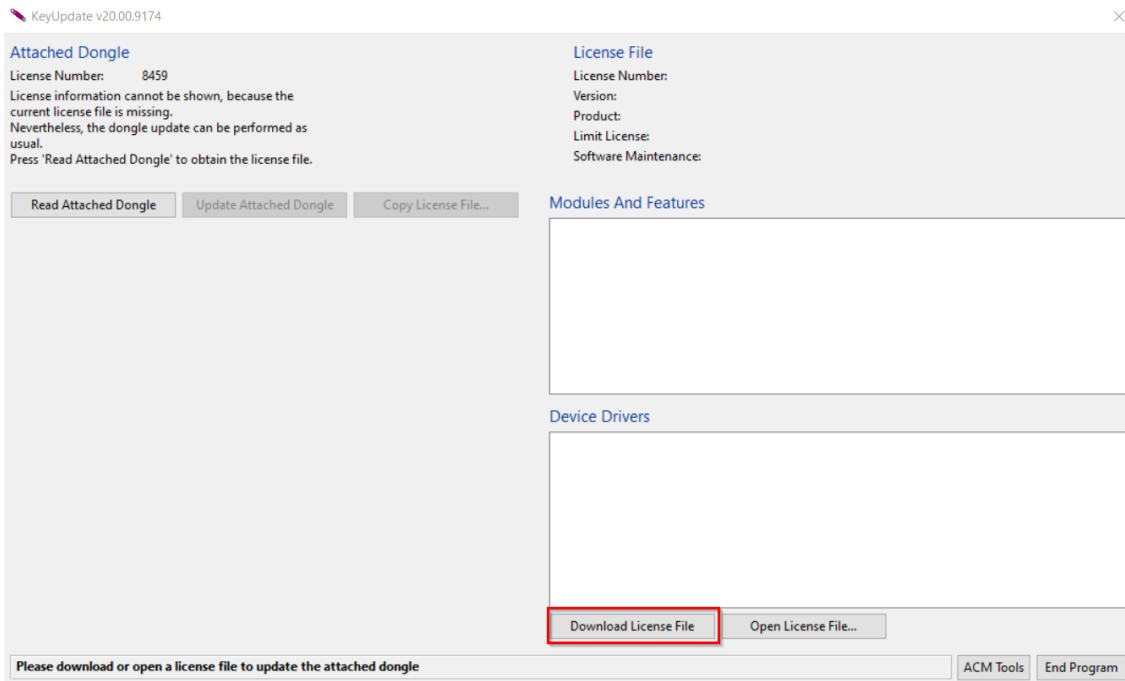 KeyUpdate v20.00.9174
Attached Dongle
License Number: 8459
License information cannot be shown, because the
current license file is missing.
Nevertheless, the dongle update can be performed as
usual.
Press 'Read Attached Dongle' to obtain the license file.
Read Attached Dongle
Update Attached Dongle
Copy License File...
License File
License Number:
Version:
Product:
Limit License:
Software Maintenance:
Modules And Features
Device Drivers
Download License File
Open License File...
Please download or open a license file to update the attached dongle
ACM Tools
End Program